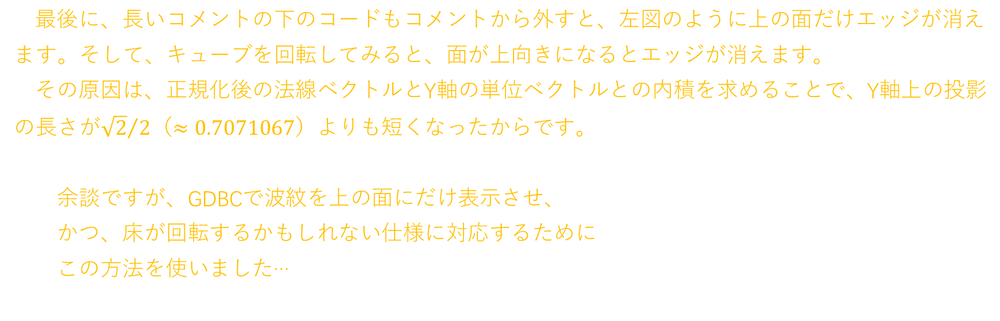 最後に、長いコメントの下のコードもコメントから外すと、左図のように上の面だけエッジが消え
ます。そして、キューブを回転してみると、面が上向きになるとエッジが消えます。
その原因は、正規化後の法線ベクトルとY軸の単位ベクトルとの内積を求めることで、Y軸上の投影
の長さが√2/2（≈ 0.7071067）よりも短くなったからです。
余談ですが、GDBCで波紋を上の面にだけ表示させ、
かつ、床が回転するかもしれない仕様に対応するために
この方法を使いました…